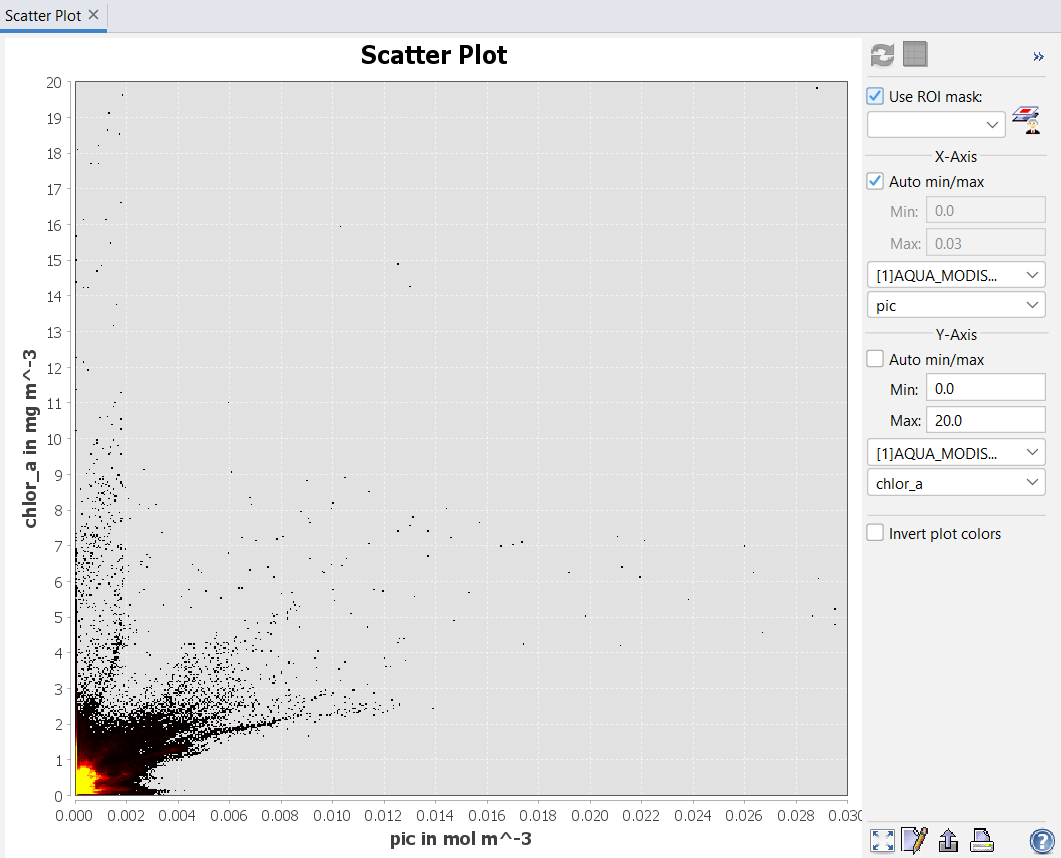 Scatter Plot
Scatter Plot
20
19
18
17
16
15
14
13
12
11
10
9
8
7
6
5
4
3
2
1
0
chlor_a in mg m^-3
0.000 0.002 0.004 0.006 0.008 0.010 0.012 0.014 0.016 0.018 0.020 0.022 0.024 0.026 0.028 0.030
pic in mol m^-3
»
Use ROI mask:
X-Axis
Auto min/max
Min: 0.0
Max: 0.03
[1]AQUA_MODIS...
pic
Y-Axis
Auto min/max
Min: 0.0
Max: 20.0
[1]AQUA_MODIS...
chlor_a
Invert plot colors
?